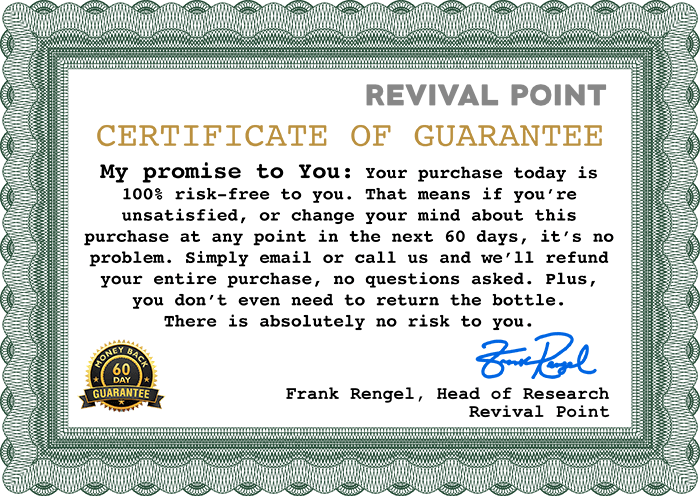 REVIVAL POINT
CERTIFICATE OF GUARANTEE
My promise to You: Your purchase today is
100% risk-free to you. That means if you’re
unsatisfied, or change your mind about this
purchase at any point in the next 60 days, it’s no
problem. Simply email or call us and we’ll refund
your entire purchase, no questions asked. Plus,
you don’t even need to return the bottle.
There is absolutely no risk to you.
Frank Rengel
MONEY BACK
60
DAY
GUARANTEE
Frank Rengel, Head of Research
Revival Point